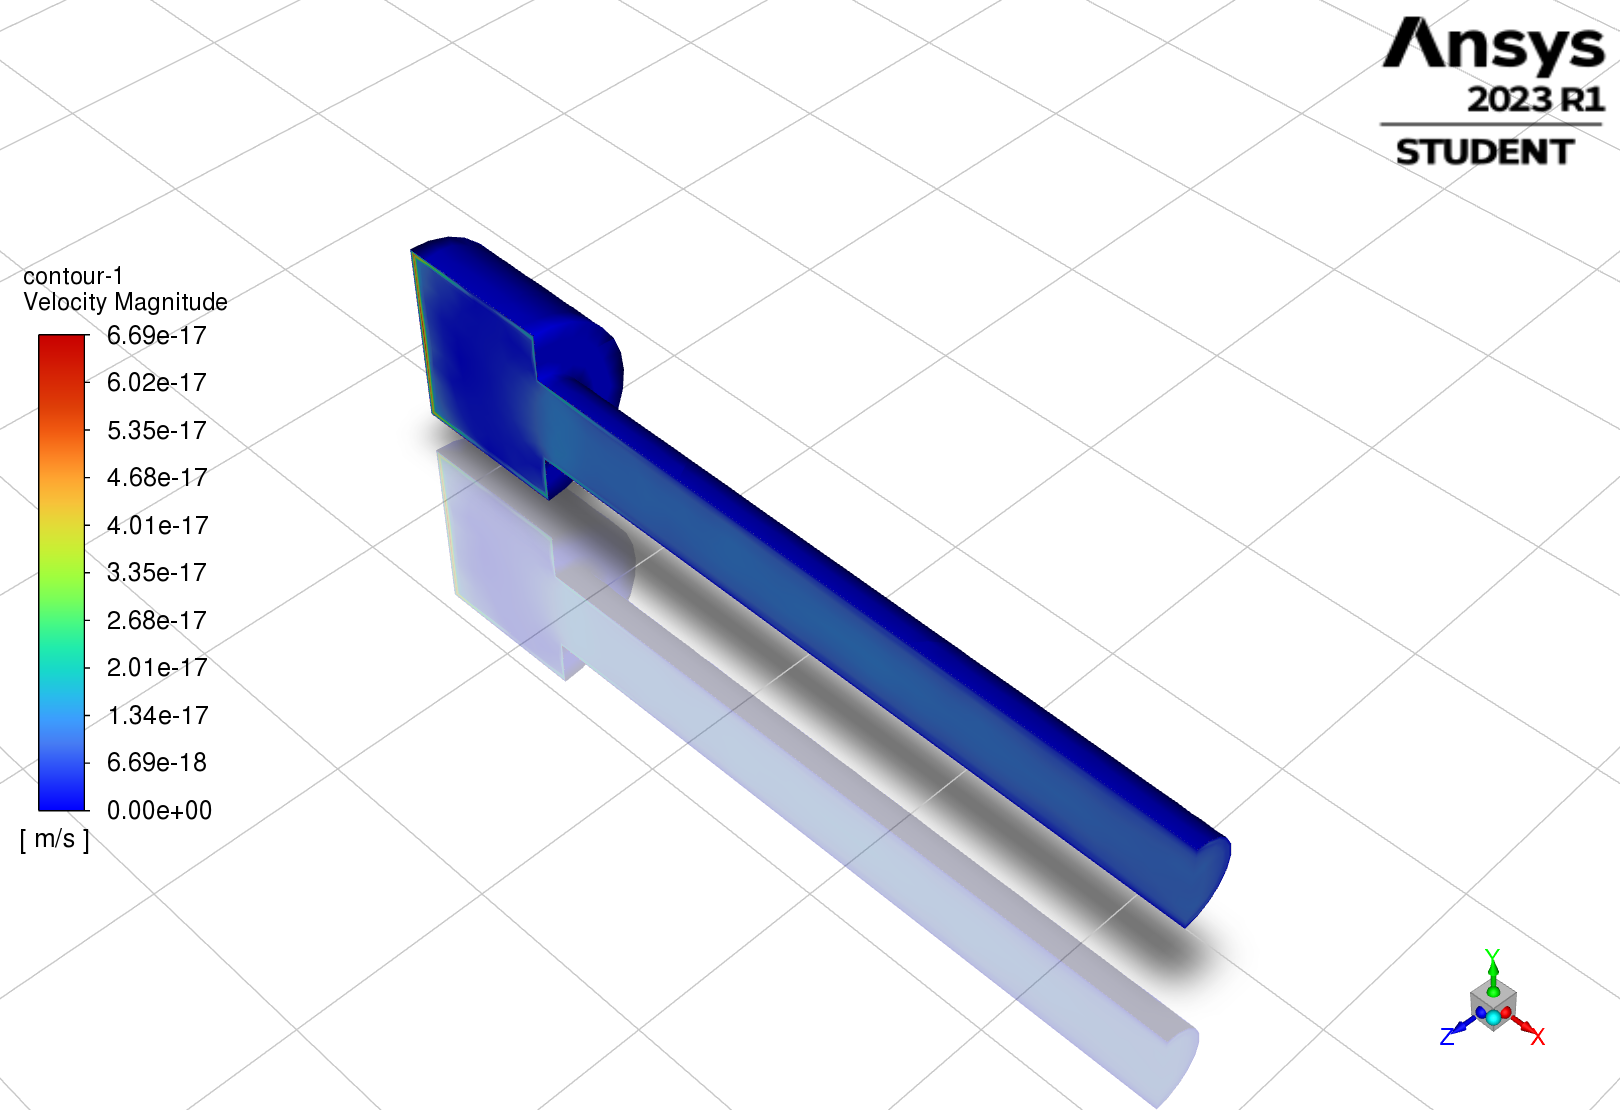 Ansys
2023 R1
STUDENT
contour-1
Velocity Magnitude
6.69e-17
6.02e-17
5.35e-17
4.68e-17
4.01e-17
3.35e-17
2.68e-17
2.01e-17
1.34e-17
6.69e-18
0.00e+00
[ m/s ]
Y
Z
X